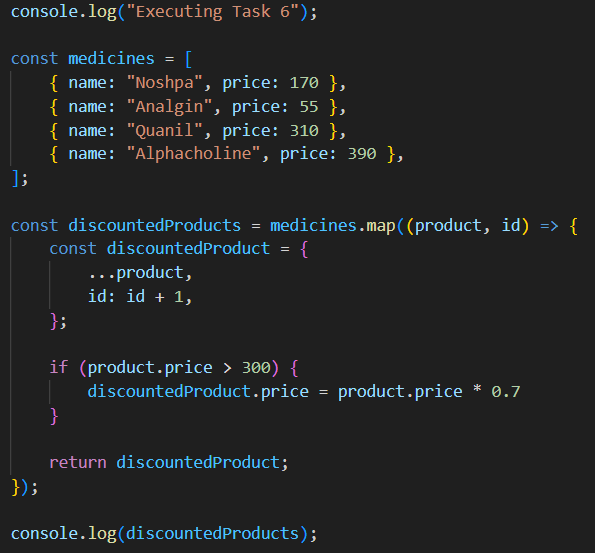 console.log("Executing Task 6");

const medicines = [
    { name: "Noshpa", price: 170 },
    { name: "Analgin", price: 55 },
    { name: "Quanil", price: 310 },
    { name: "Alphacholine", price: 390 },
];

const discountedProducts = medicines.map((product, id) => {
    const discountedProduct = {
        ...product,
        id: id + 1,
    };

    if (product.price > 300) {
        discountedProduct.price = product.price * 0.7
    }

    return discountedProduct;
});

console.log(discountedProducts);